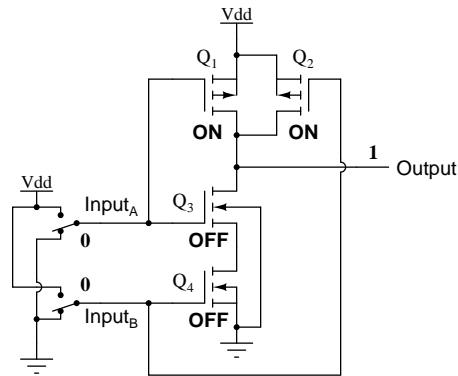 Vdd
Q1 Q2
ON ON
1
Output
Vdd
InputA
Q3
0
OFF
0
Q4
InputB
OFF